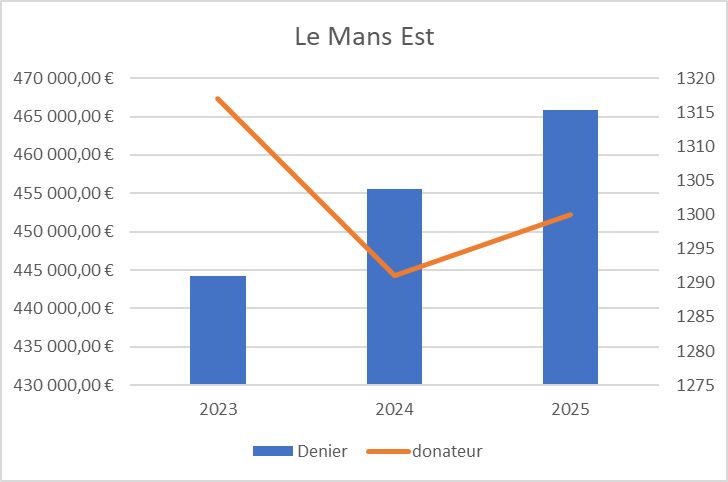 Le Mans Est
470 000,00 € 1320
465 000,00 € 1315
460 000,00 € 1310
455 000,00 € 1305
450 000,00 € 1300
445 000,00 € 1295
440 000,00 € 1290
435 000,00 € 1285
430 000,00 € 1280
1275
2023 2024 2025
Denier donateur